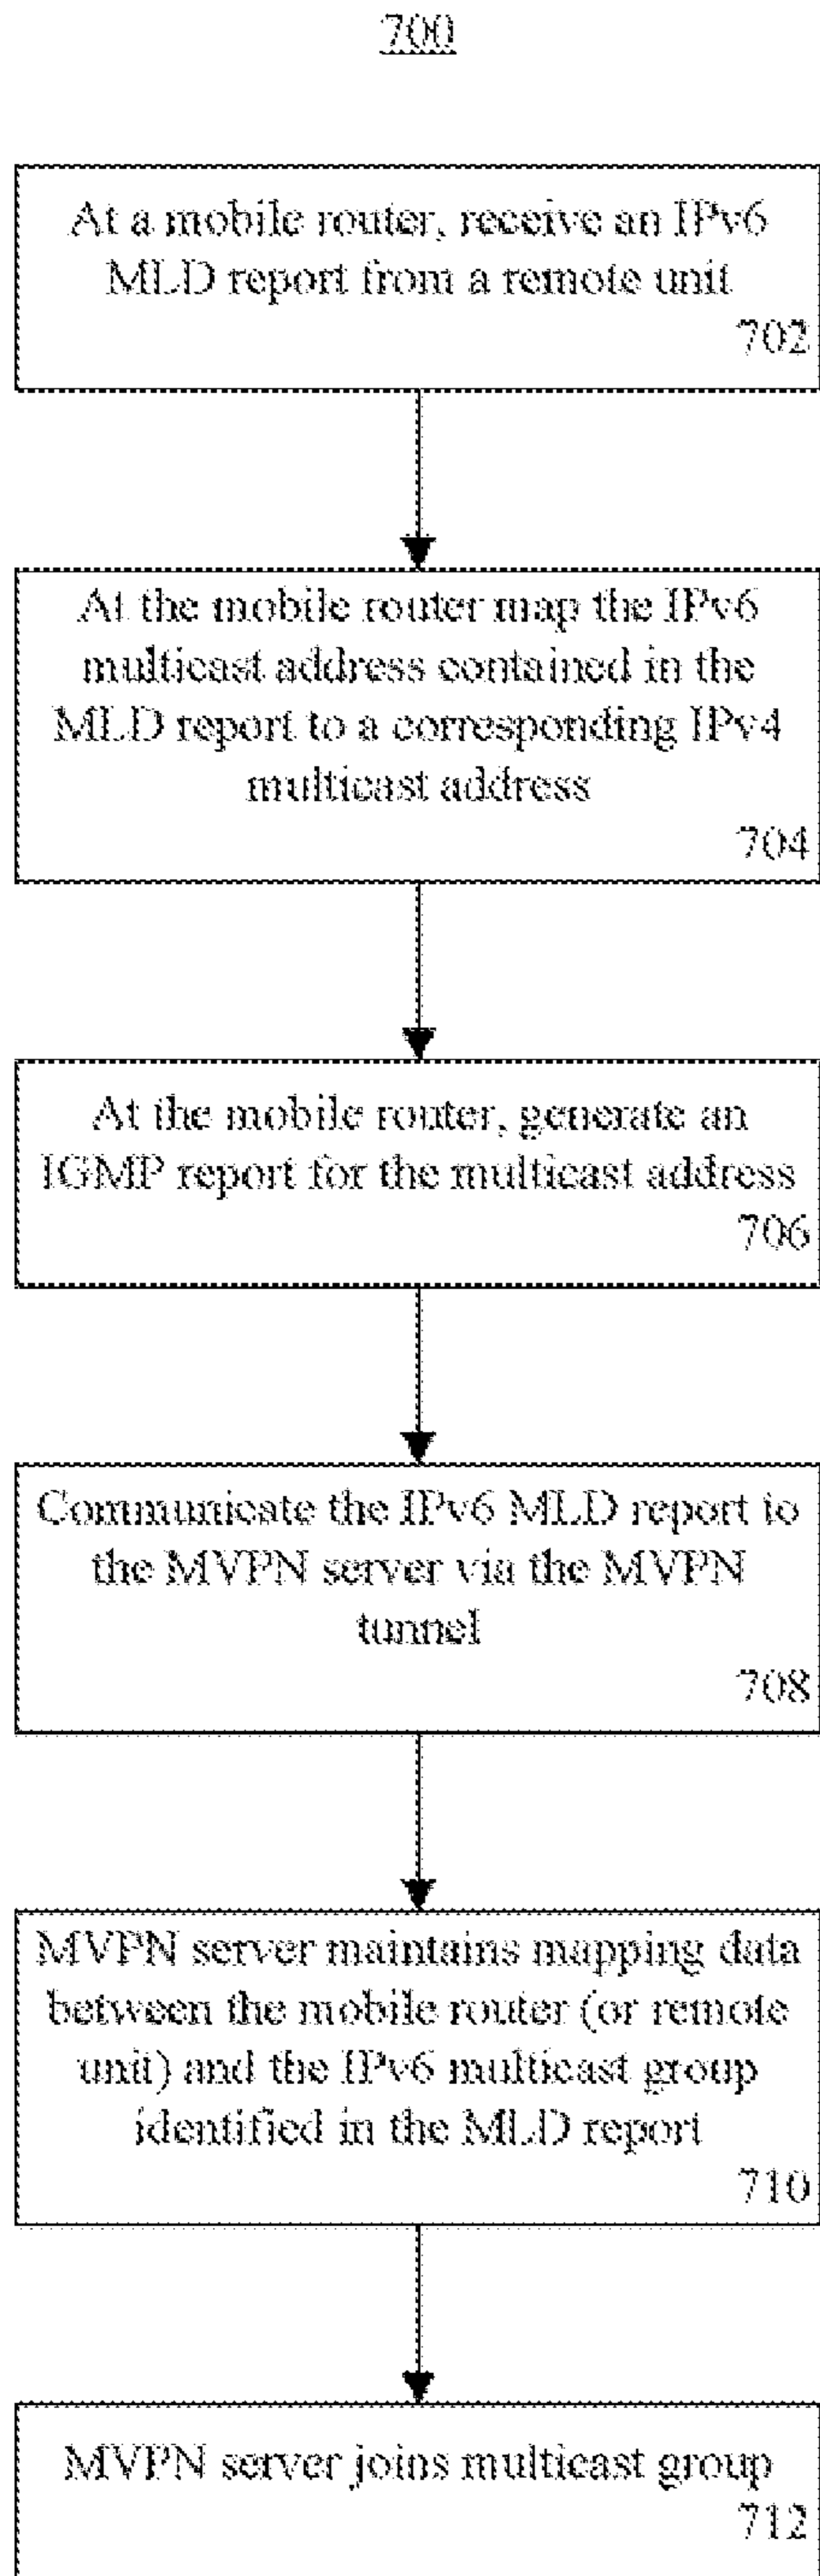 700
At a mobile router, receive an IPv6
MLD report from a remote unit
702
At the mobile router map the IPv6
multicast address contained in the
MLD report to a corresponding IPv4
multicast address
704
At the mobile router, generate an
IGMP report for the multicast address
706
Communicate the IPv6 MLD report to
the MVPN server via the MVPN
tunnel
708
MVPN server maintains mapping data
between the mobile router (or remote
unit) and the IPv6 multicast group
identified in the MLD report
710
MVPN server joins multicast group
712